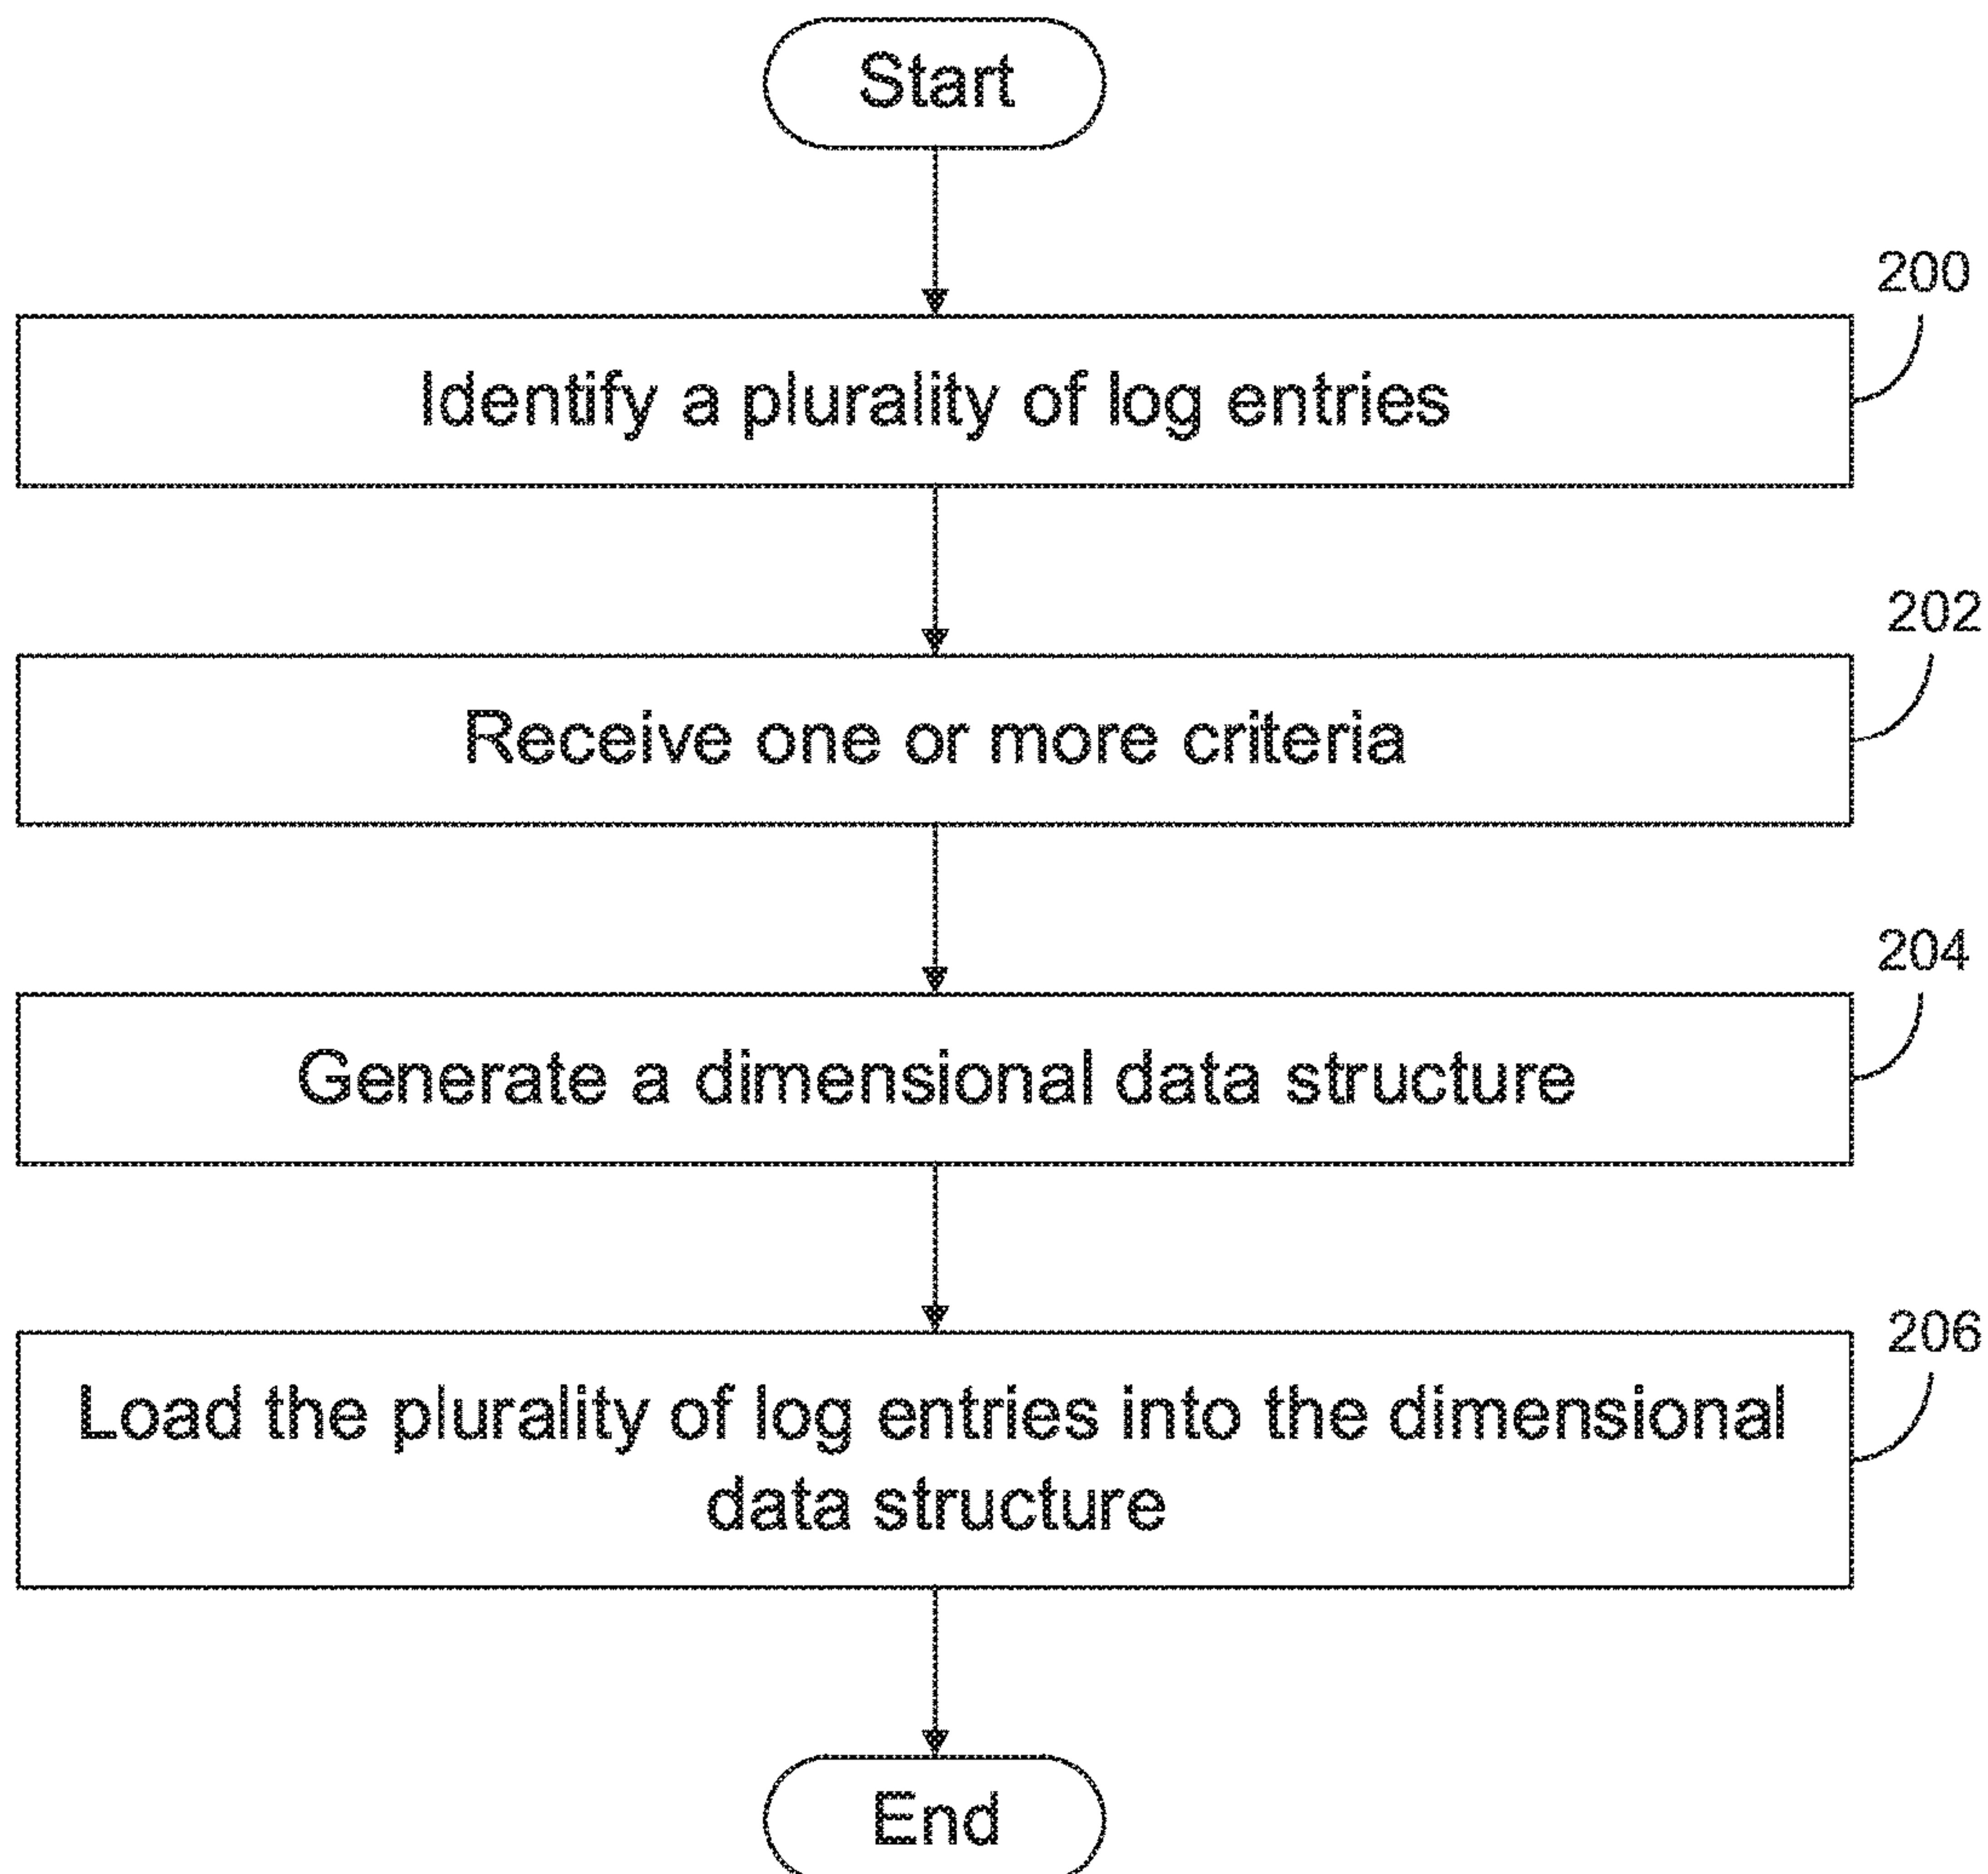 Start
200
Identify a plurality of log entries
202
Receive one or more criteria
204
Generate a dimensional data structure
206
Load the plurality of log entries into the dimensional
data structure
End